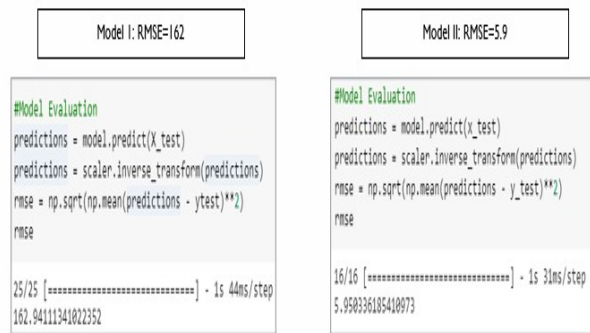 Model I: RMSE=162
#Model Evaluation
predictions = model.predict(X_test)
predictions = scaler.inverse_transform(predictions)
rmse = np.sqrt(np.mean(predictions - ytest)**2)
rmse
25/25 [==============================] - 1s 44ms/step
162.94113341022352
Model II: RMSE=5.9
#Model Evaluation
predictions = model.predict(x_test)
predictions = scaler.inverse_transform(predictions)
rmse = np.sqrt(np.mean(predictions - y_test)**2)
rmse
16/16 [==============================] - 1s 31ms/step
5.950336185410973